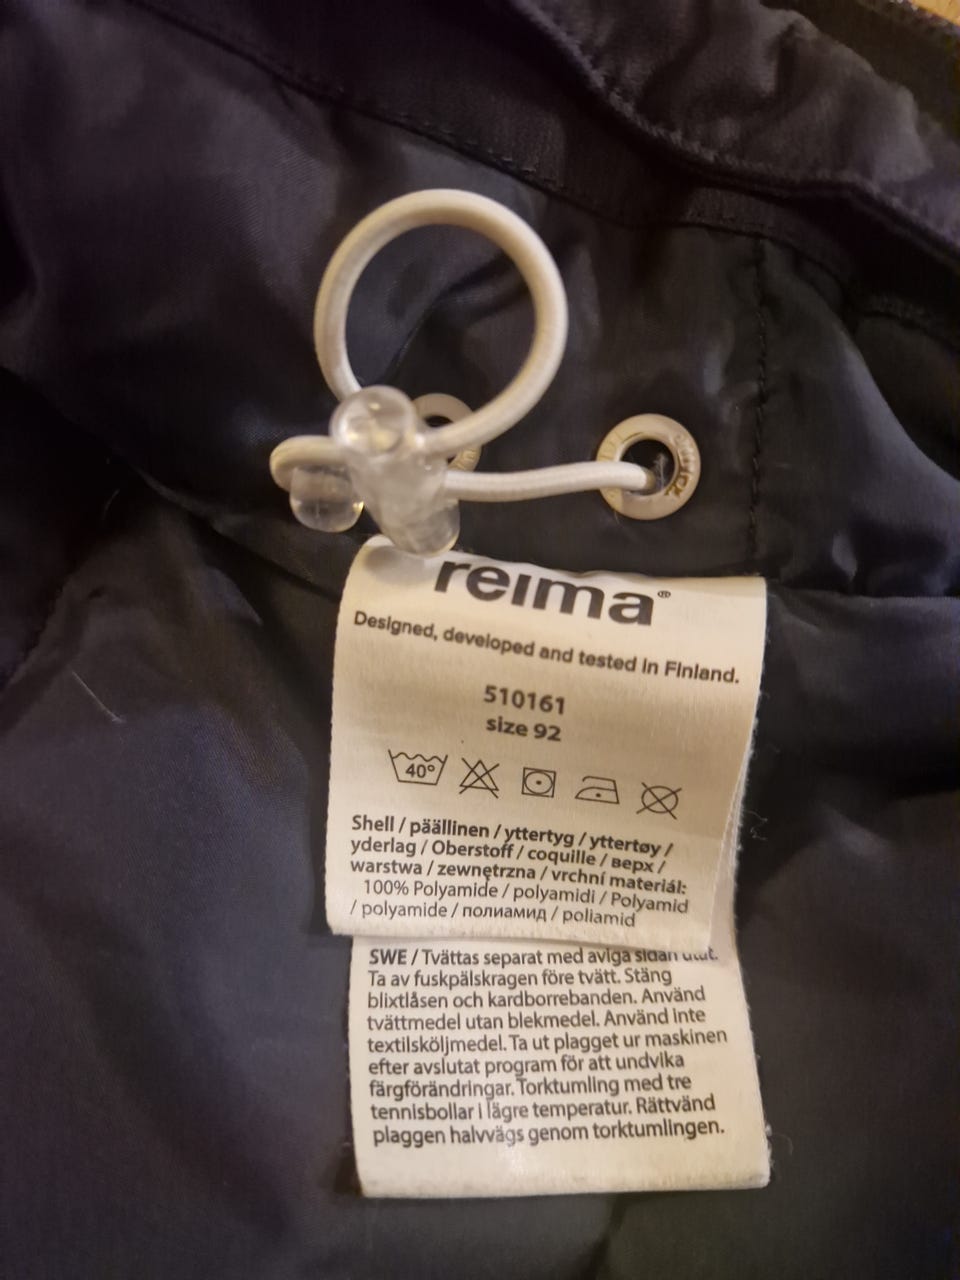 reima®
Designed, developed and tested in Finland.
510161
size 92
40°
Shell / päällinen / yttertyg / yttertøy /
yderlag / Oberstoff / coquille / верх /
warstwa / zewnętrzna / vrchní materiál:
100% Polyamide / polyamidi / Polyamid
/ polyamide / полиамид / poliamid
SWE / Tvättas separat med aviga sidan utåt.
Ta av fuskpälskragen före tvätt. Stäng
blixtlåsen och kardborrebanden. Använd
tvättmedel utan blekmedel. Använd inte
textilsköljmedel. Ta ut plagget ur maskinen
efter avslutat program för att undvika
färgförändringar. Torktumling med tre
tennisbollar i lägre temperatur. Rättvänd
plaggen halvvägs genom torktumlingen.